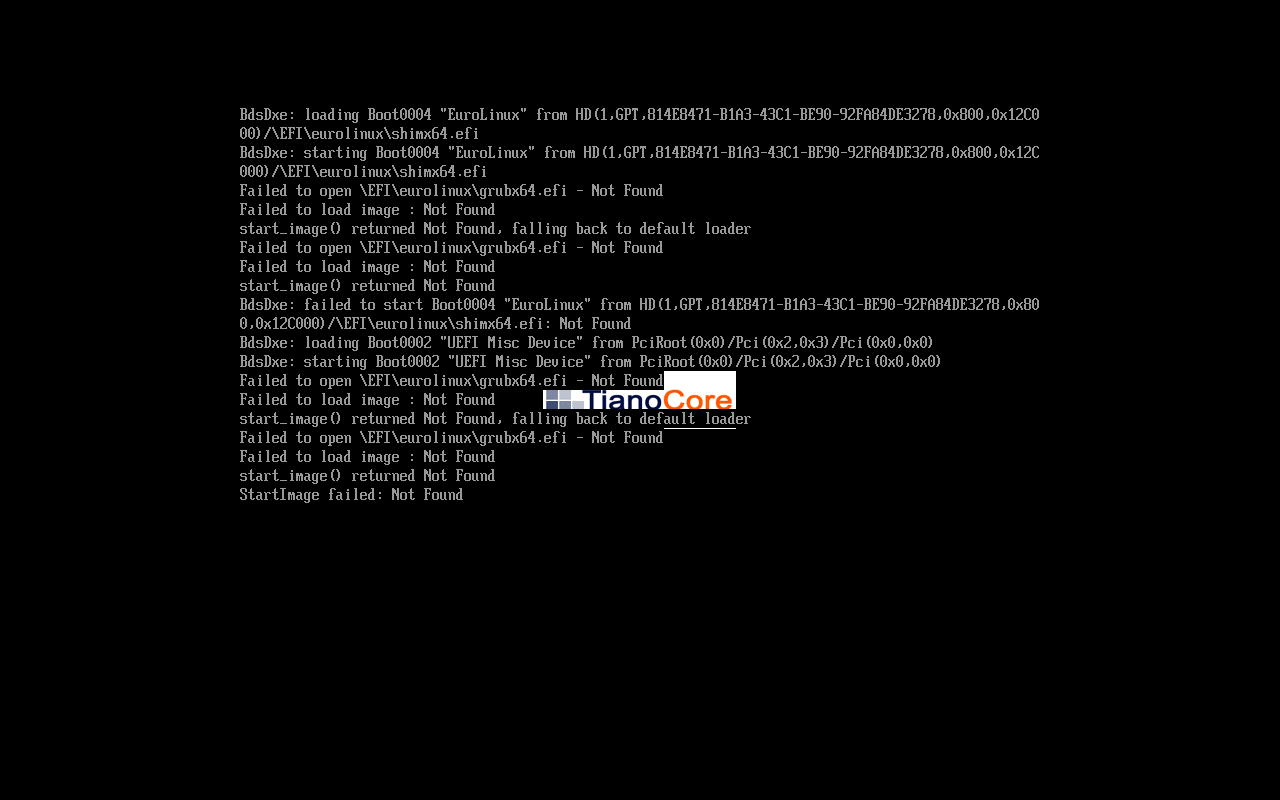 BdsDxe: loading Boot0004 "EuroLinux" from HD(1,GPT,814E8471-B1A3-43C1-BE90-92FA84DE3278,0x800,0x12C0
00)/\EFI\eurolinux\shimx64.efi
BdsDxe: starting Boot0004 "EuroLinux" from HD(1,GPT,814E8471-B1A3-43C1-BE90-92FA84DE3278,0x800,0x12C
000)/\EFI\eurolinux\shimx64.efi
Failed to open \EFI\eurolinux\grubx64.efi - Not Found
Failed to load image : Not Found
start_image() returned Not Found, falling back to default loader
Failed to open \EFI\eurolinux\grubx64.efi - Not Found
Failed to load image : Not Found
start_image() returned Not Found
BdsDxe: failed to start Boot0004 "EuroLinux" from HD(1,GPT,814E8471-B1A3-43C1-BE90-92FA84DE3278,0x80
0,0x12C000)/\EFI\eurolinux\shimx64.efi: Not Found
BdsDxe: loading Boot0002 "UEFI Misc Device" from PciRoot(0x0)/Pci(0x2,0x3)/Pci(0x0,0x0)
BdsDxe: starting Boot0002 "UEFI Misc Device" from PciRoot(0x0)/Pci(0x2,0x3)/Pci(0x0,0x0)
Failed to open \EFI\eurolinux\grubx64.efi - Not Found
Failed to load image : Not Found TianoCore
start_image() returned Not Found, falling back to default loader
Failed to open \EFI\eurolinux\grubx64.efi - Not Found
Failed to load image : Not Found
start_image() returned Not Found
StartImage failed: Not Found